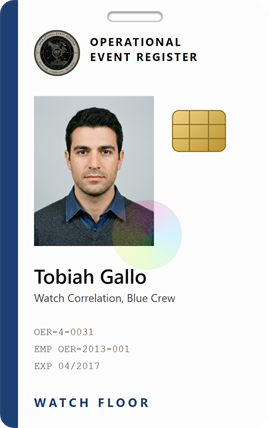 OPERATIONAL
EVENT REGISTER
Tobiah Gallo
Watch Correlation, Blue Crew
OER-4-0031
EMP OER-2013-001
EXP 04/2017
WATCH FLOOR